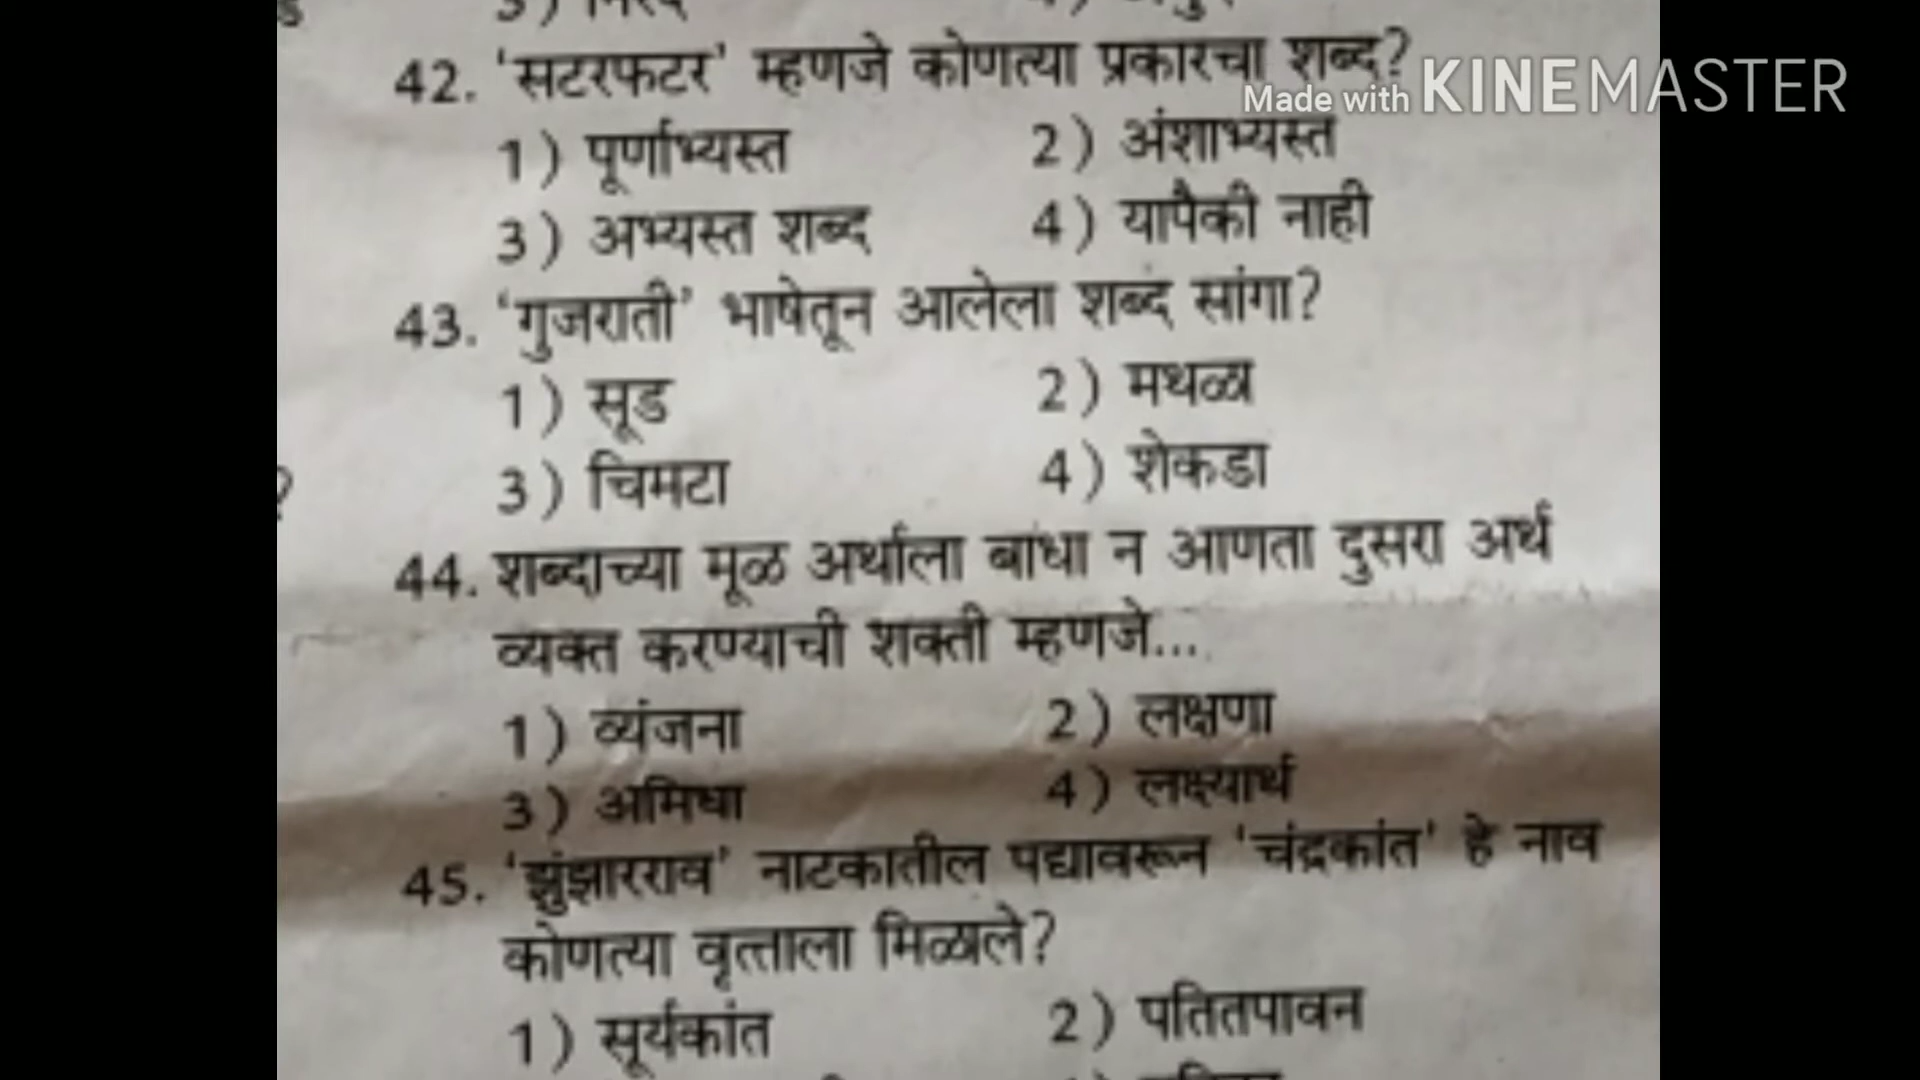 42. 'सटरफटर' म्हणजे कोणत्या प्रकारचा शब्द?
Made with KINEMASTER
1) पूर्णाभ्यस्त 2) अंशाभ्यस्त
3) अभ्यस्त शब्द 4) यापैकी नाही
43. 'गुजराती' भाषेतून आलेला शब्द सांगा?
1) सूड 2) मथळा
3) चिमटा 4) शेकडा
44. शब्दाच्या मूळ अर्थाला बाधा न आणता दुसरा अर्थ
व्यक्त करण्याची शक्ती म्हणजे...
1) व्यंजना 2) लक्षणा
3) अमिधा 4) लक्ष्यार्थ
45. 'झुंझारराव' नाटकातील पद्यावरून 'चंद्रकांत' हे नाव
कोणत्या वृत्ताला मिळाले?
1) सूर्यकांत 2) पतितपावन